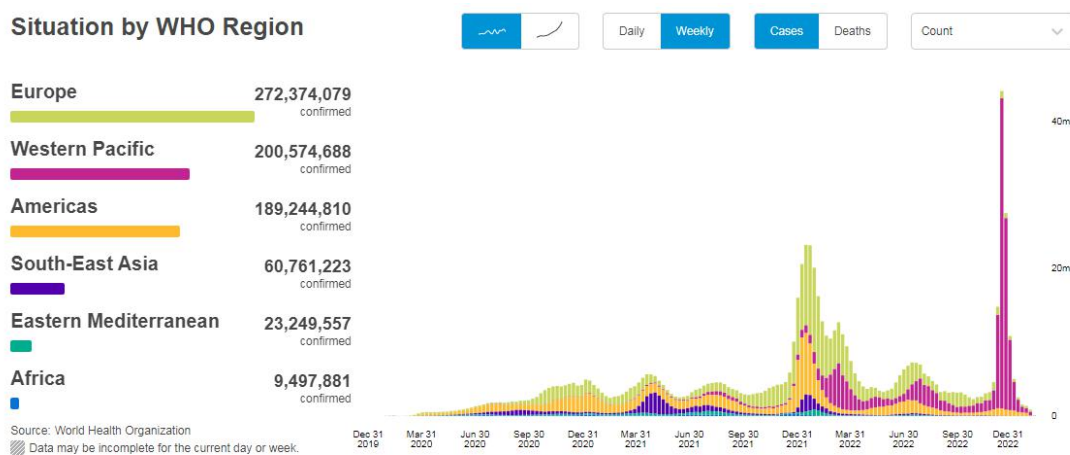 Situation by WHO Region
Daily
Weekly
Cases
Deaths
Count
Europe
272,374,079
confirmed
Western Pacific
200,574,688
confirmed
Americas
189,244,810
confirmed
South-East Asia
60,761,223
confirmed
Eastern Mediterranean
23,249,557
confirmed
Africa
9,497,881
confirmed
Source: World Health Organization
Data may be incomplete for the current day or week.
40m
20m
0
Dec 31
2019
Mar 31
2020
Jun 30
2020
Sep 30
2020
Dec 31
2020
Mar 31
2021
Jun 30
2021
Sep 30
2021
Dec 31
2021
Mar 31
2022
Jun 30
2022
Sep 30
2022
Dec 31
2022